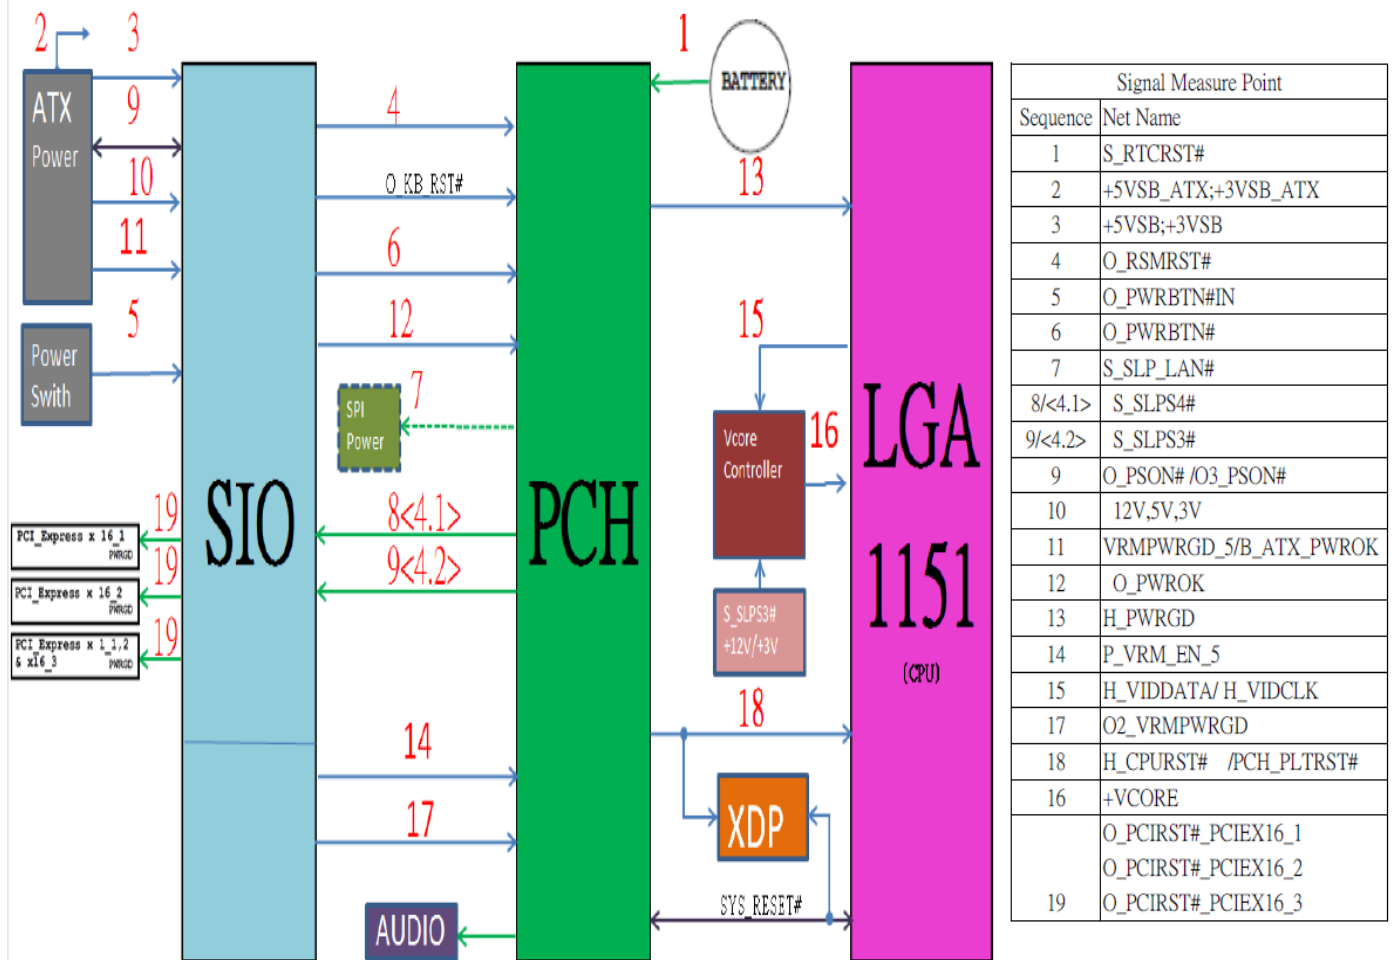 2
3
ATX
Power
9
10
11
5
Power
Swith
PCI_Express x 16_1
PWRGD
19
PCI_Express x 16_2
PWRGD
19
PCI_Express x 1_1,2
& x16_3
PWRGD
19
SIO
4
O_KB_RST#
6
12
SPI
Power
7
8<4.1>
9<4.2>
14
17
AUDIO
PCH
1
BATTERY
13
15
Vcore
Controller
16
S_SLPS3#
+12V/+3V
18
XDP
SYS_RESET#
LGA
1151
(CPU)
Signal Measure Point
Sequence Net Name
1 S_RTCRST#
2 +5VSB_ATX;+3VSB_ATX
3 +5VSB;+3VSB
4 O_RSMRST#
5 O_PWRBTN#IN
6 O_PWRBTN#
7 S_SLP_LAN#
8/<4.1> S_SLPS4#
9/<4.2> S_SLPS3#
9 O_PSON# /O3_PSON#
10 12V,5V,3V
11 VRMPWRGD_5/B_ATX_PWROK
12 O_PWROK
13 H_PWRGD
14 P_VRM_EN_5
15 H_VIDDATA/ H_VIDCLK
17 O2_VRMPWRGD
18 H_CPURST# /PCH_PLTRST#
16 +VCORE
O_PCIRST#_PCIEX16_1
O_PCIRST#_PCIEX16_2
19 O_PCIRST#_PCIEX16_3